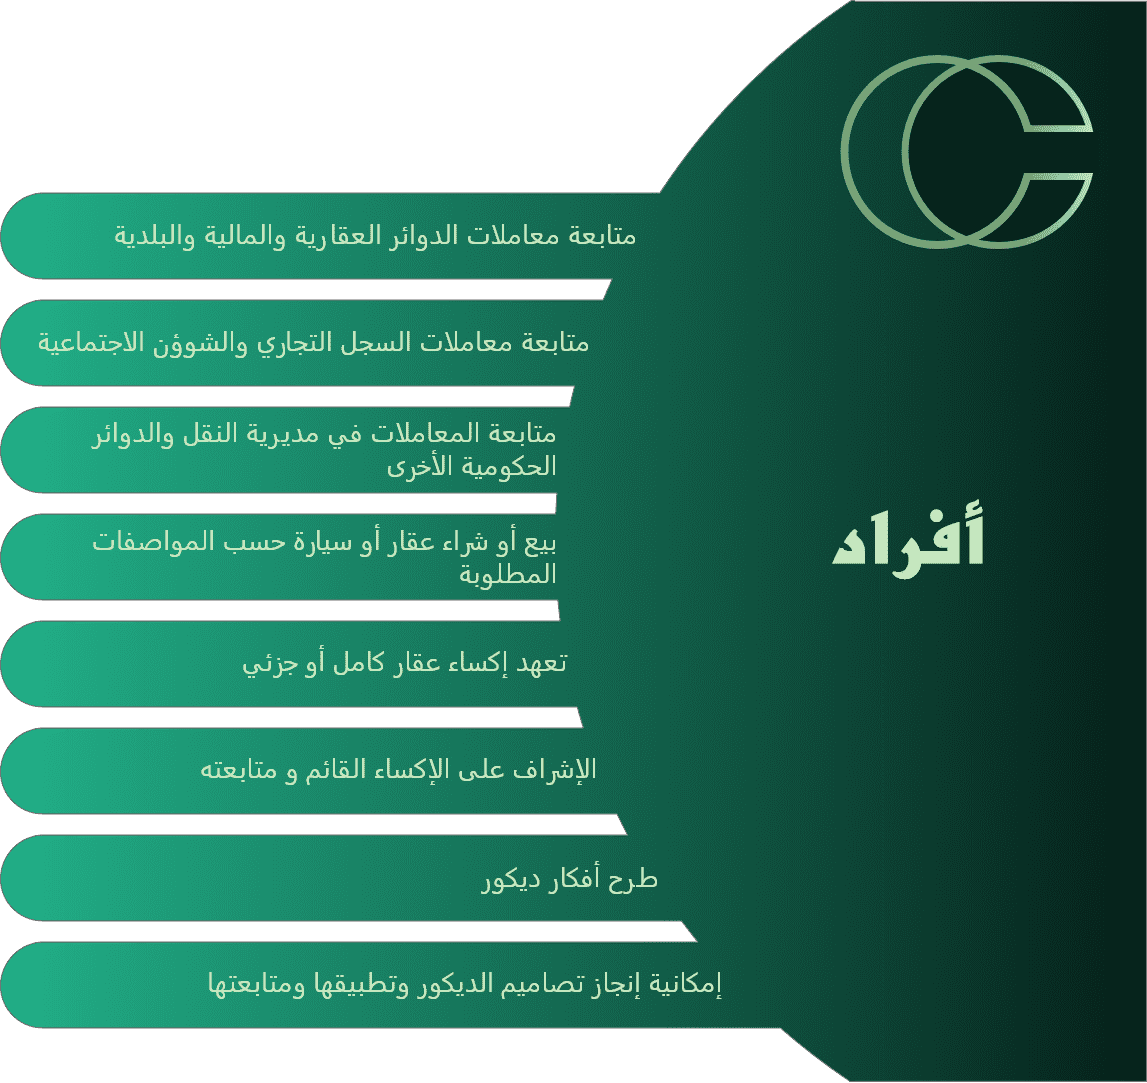 متابعة معاملات الدوائر العقارية والمالية والبلدية
متابعة معاملات السجل التجاري والشوؤن الاجتماعية
متابعة المعاملات في مديرية النقل والدوائر
الحكومية الأخرى
بيع أو شراء عقار أو سيارة حسب المواصفات
المطلوبة
أفراد
تعهد إكساء عقار كامل أو جزئي
الإشراف على الإكساء القائم و متابعته
طرح أفكار ديكور
إمكانية إنجاز تصاميم الديكور وتطبيقها ومتابعتها